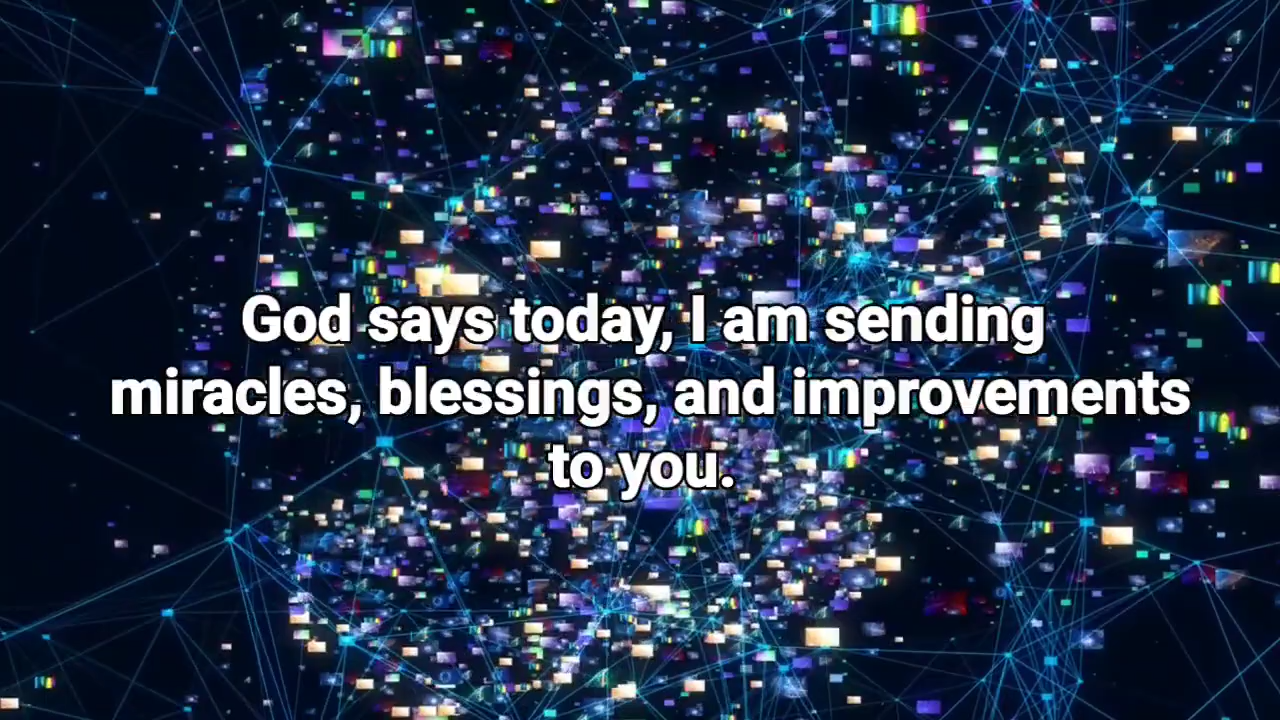 God says today, I am sending
miracles, blessings, and improvements
to you.